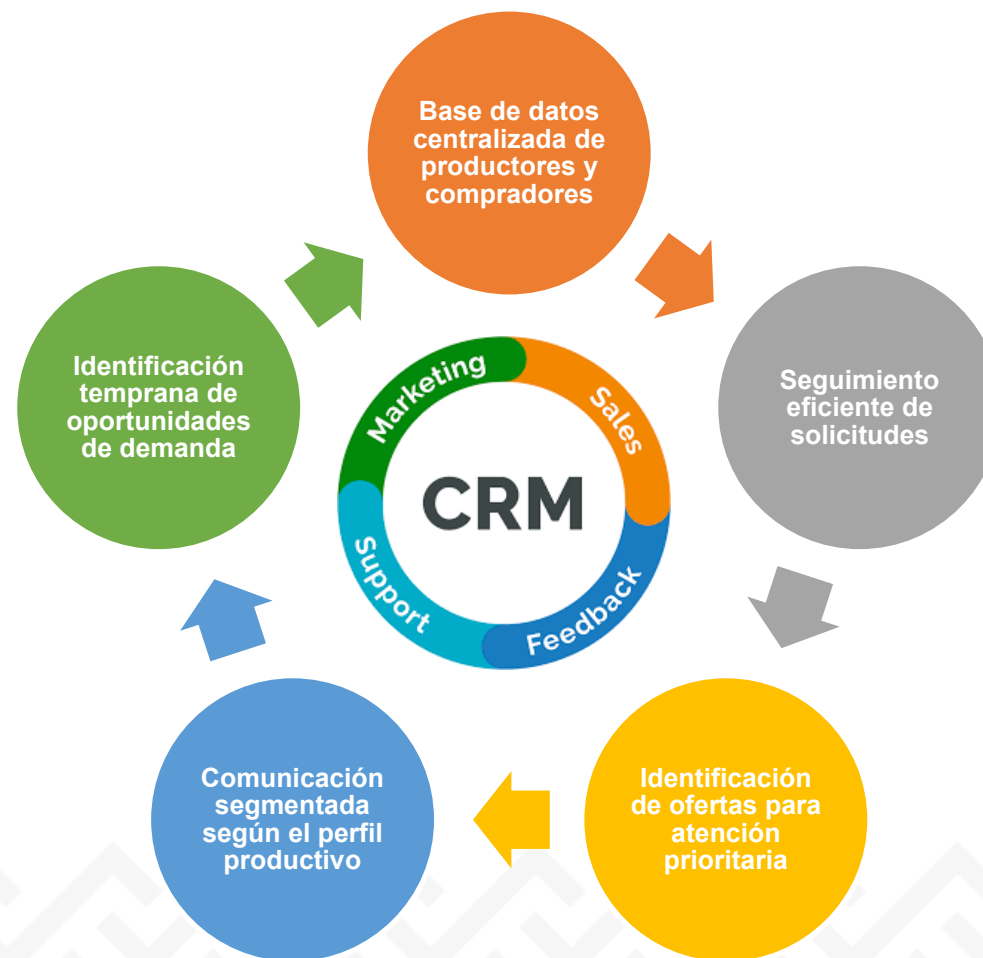 Base de datos
centralizada de
productores y
compradores
Seguimiento
eficiente de
solicitudes
Identificación
de ofertas para
atención
prioritaria
Comunicación
segmentada
según el perfil
productivo
Identificación
temprana de
oportunidades
de demanda
Marketing
Sales
CRM
Support
Feedback